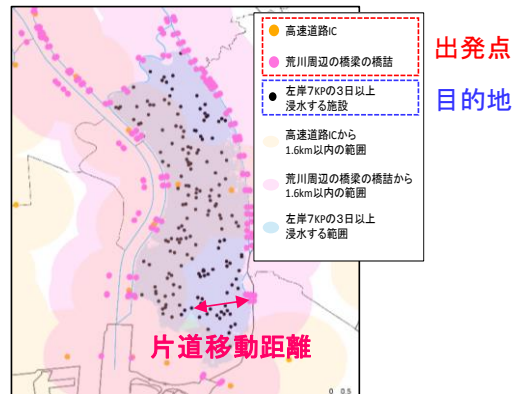 高速道路IC
荒川周辺の橋梁の橋詰
左岸7KPの3日以上
浸水する施設
高速道路ICから
1.6km以内の範囲
荒川周辺の橋梁の橋詰から
1.6km以内の範囲
左岸7KPの3日以上
浸水する範囲
出発点
目的地
片道移動距離
0 0.5